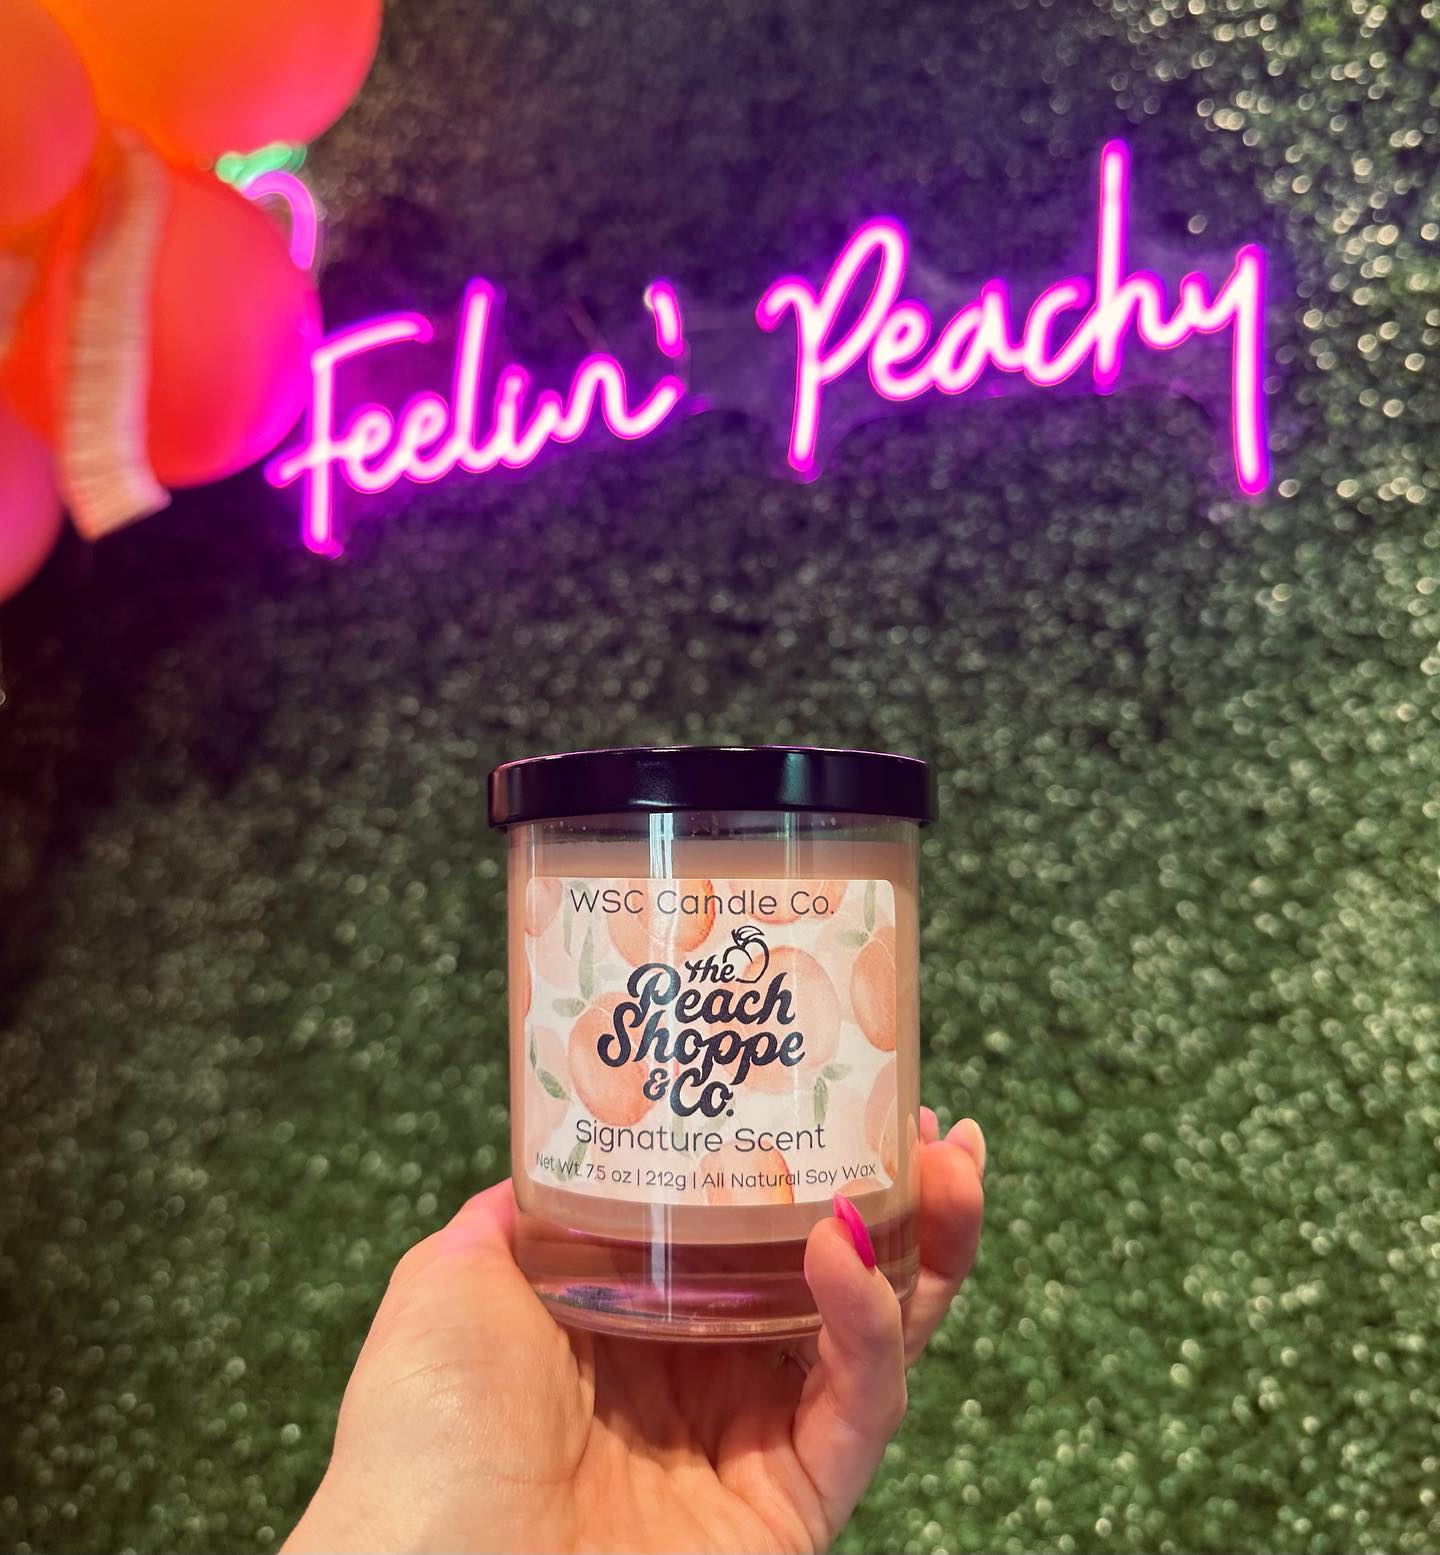 Feelin' Peachy
WSC Candle Co.
the
Peach
Shoppe
& Co.
Signature Scent
Net Wt. 7.5 oz | 212g | All Natural Soy Wax